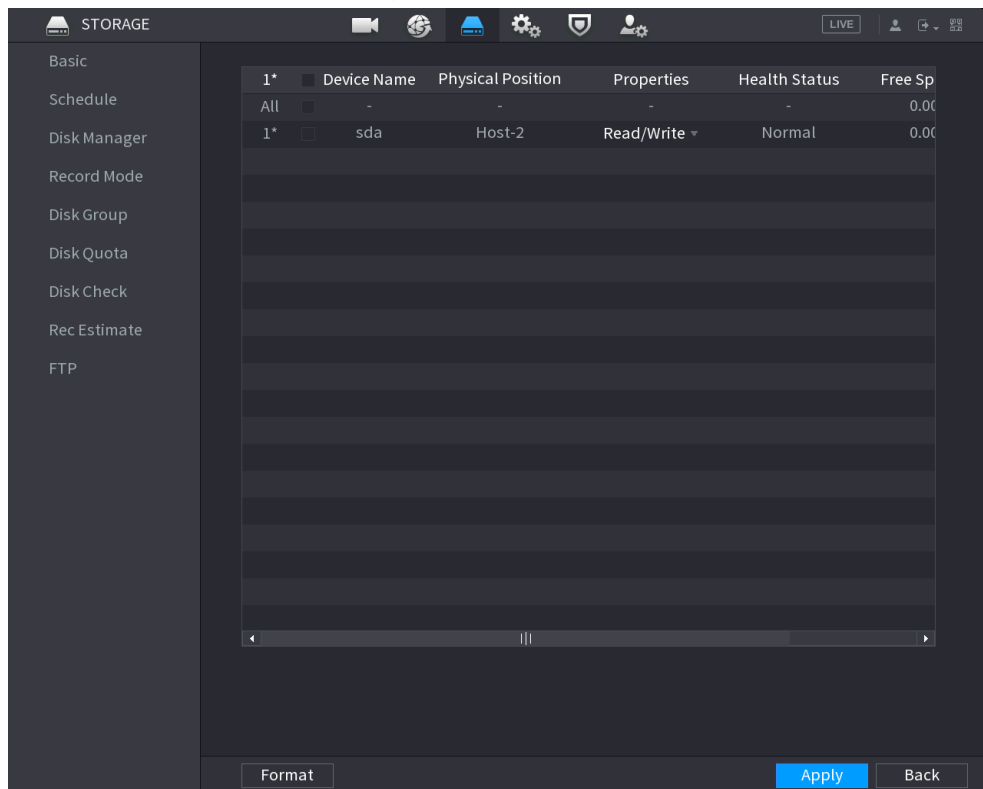 STORAGE
LIVE
Basic
Schedule
Disk Manager
Record Mode
Disk Group
Disk Quota
Disk Check
Rec Estimate
FTP
1* Device Name Physical Position Properties Health Status Free Sp
All - - - - 0.00
1* sda Host-2 Read/Write Normal 0.00
Format Apply Back